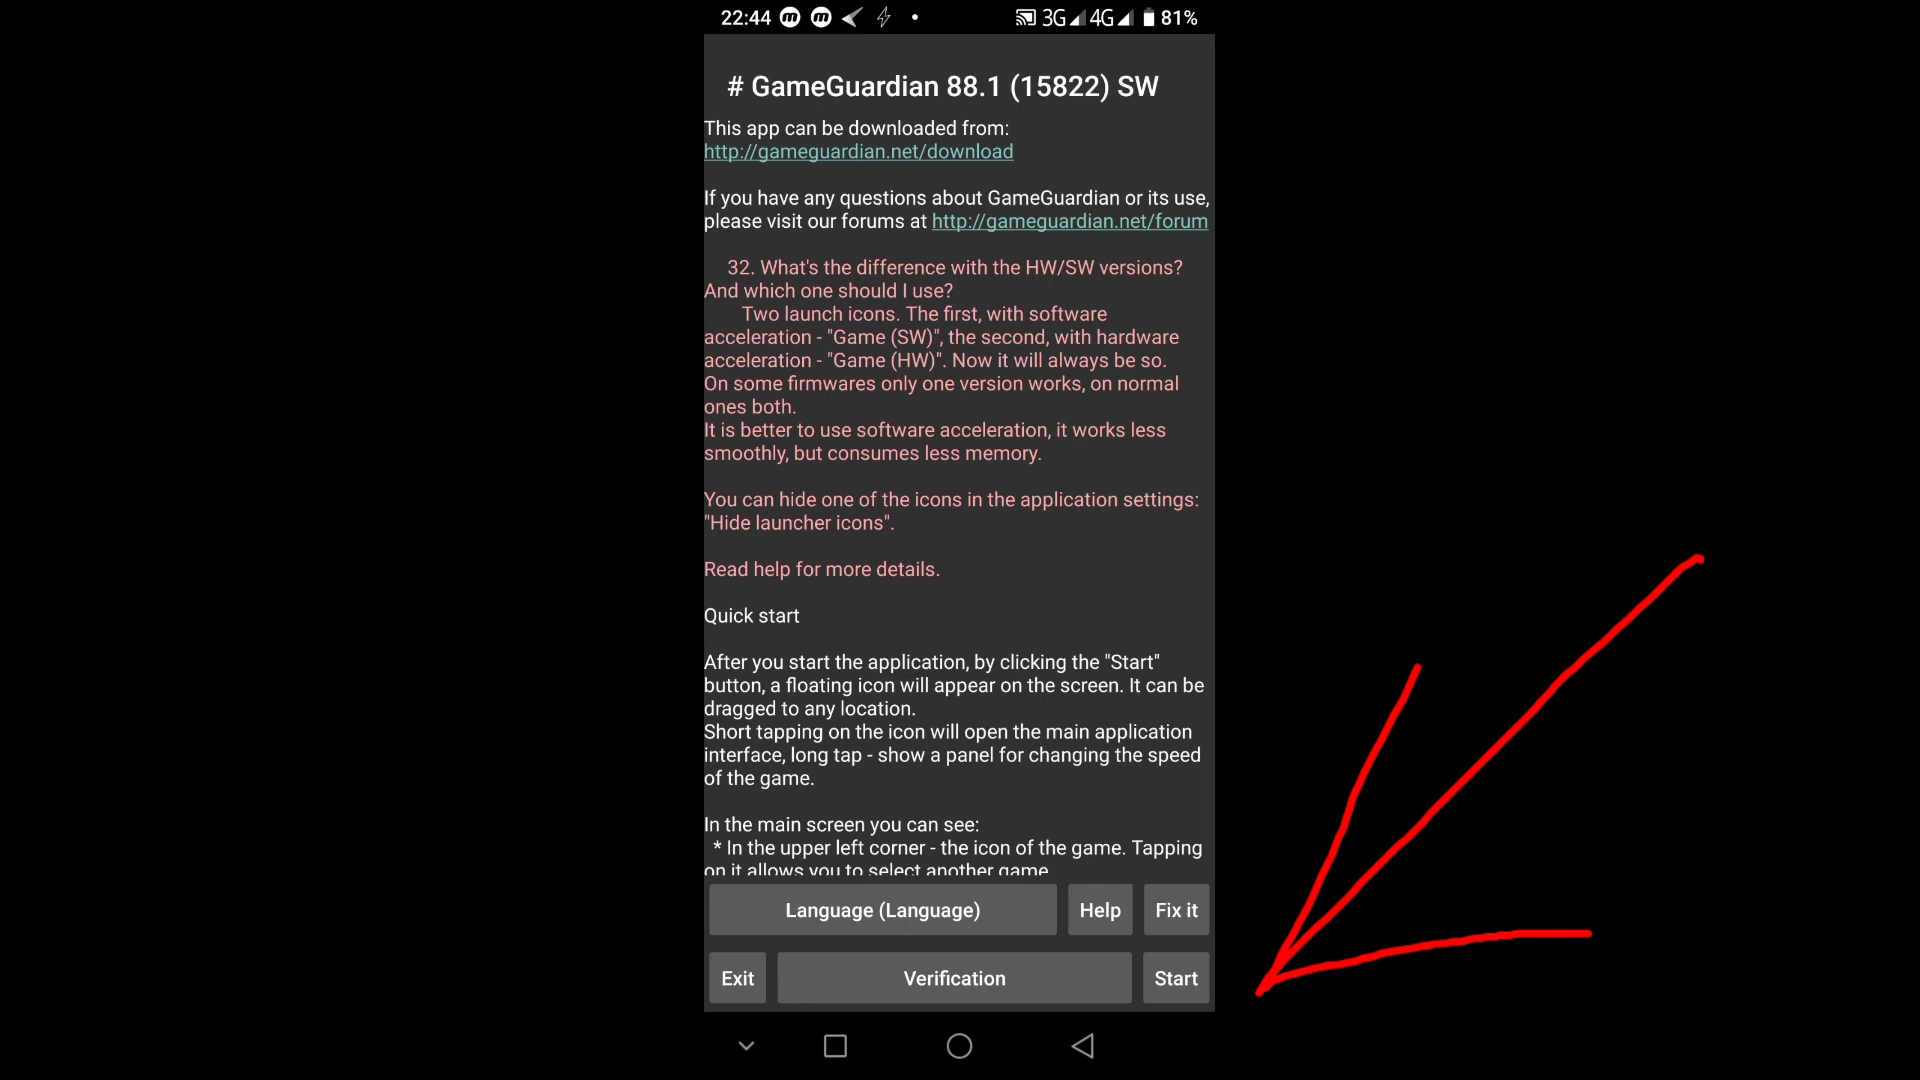 22:44 3G 4G 81%
# GameGuardian 88.1 (15822) SW
This app can be downloaded from:
http://gameguardian.net/download
If you have any questions about GameGuardian or its use,
please visit our forums at http://gameguardian.net/forum
32. What's the difference with the HW/SW versions?
And which one should I use?
Two launch icons. The first, with software
acceleration - "Game (SW)", the second, with hardware
acceleration - "Game (HW)". Now it will always be so.
On some firmwares only one version works, on normal
ones both.
It is better to use software acceleration, it works less
smoothly, but consumes less memory.
You can hide one of the icons in the application settings:
"Hide launcher icons".
Read help for more details.
Quick start
After you start the application, by clicking the "Start"
button, a floating icon will appear on the screen. It can be
dragged to any location.
Short tapping on the icon will open the main application
interface, long tap - show a panel for changing the speed
of the game.
In the main screen you can see:
* In the upper left corner - the icon of the game. Tapping
on it allows you to select another game
Language (Language) Help Fix it
Exit Verification Start